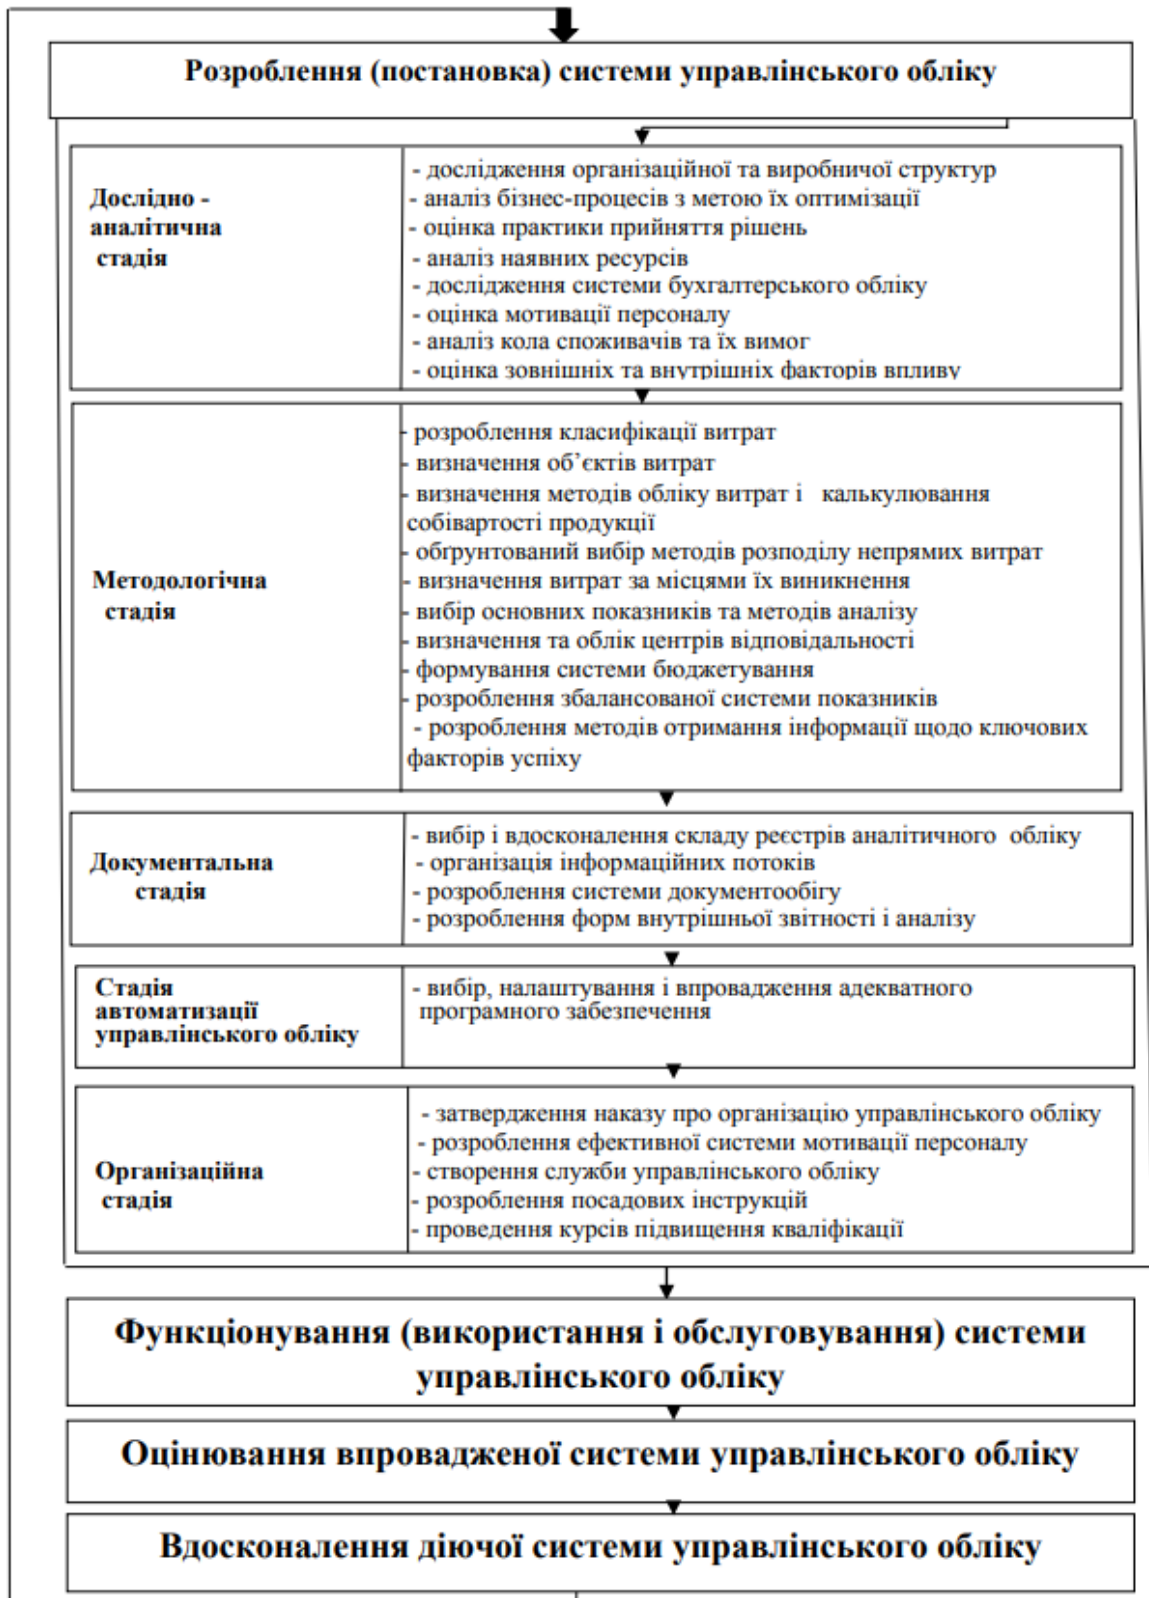 Розроблення (постановка) системи управлінського обліку
Дослідно -
аналітична
стадія
- дослідження організаційної та виробничої структур
- аналіз бізнес-процесів з метою їх оптимізації
- оцінка практики прийняття рішень
- аналіз наявних ресурсів
- дослідження системи бухгалтерського обліку
- оцінка мотивації персоналу
- аналіз кола споживачів та їх вимог
- оцінка зовнішніх та внутрішніх факторів впливу
Методологічна
стадія
- розроблення класифікації витрат
- визначення об’єктів витрат
- визначення методів обліку витрат і калькулювання
собівартості продукції
- обґрунтований вибір методів розподілу непрямих витрат
- визначення витрат за місцями їх виникнення
- вибір основних показників та методів аналізу
- визначення та облік центрів відповідальності
- формування системи бюджетування
- розроблення збалансованої системи показників
- розроблення методів отримання інформації щодо ключових
факторів успіху
Документальна
стадія
- вибір і вдосконалення складу реєстрів аналітичного обліку
- організація інформаційних потоків
- розроблення системи документообігу
- розроблення форм внутрішньої звітності і аналізу
Стадія
автоматизації
управлінського обліку
- вибір, налаштування і впровадження адекватного
програмного забезпечення
Організаційна
стадія
- затвердження наказу про організацію управлінського обліку
- розроблення ефективної системи мотивації персоналу
- створення служби управлінського обліку
- розроблення посадових інструкцій
- проведення курсів підвищення кваліфікації
Функціонування (використання і обслуговування) системи
управлінського обліку
Оцінювання впровадженої системи управлінського обліку
Вдосконалення діючої системи управлінського обліку